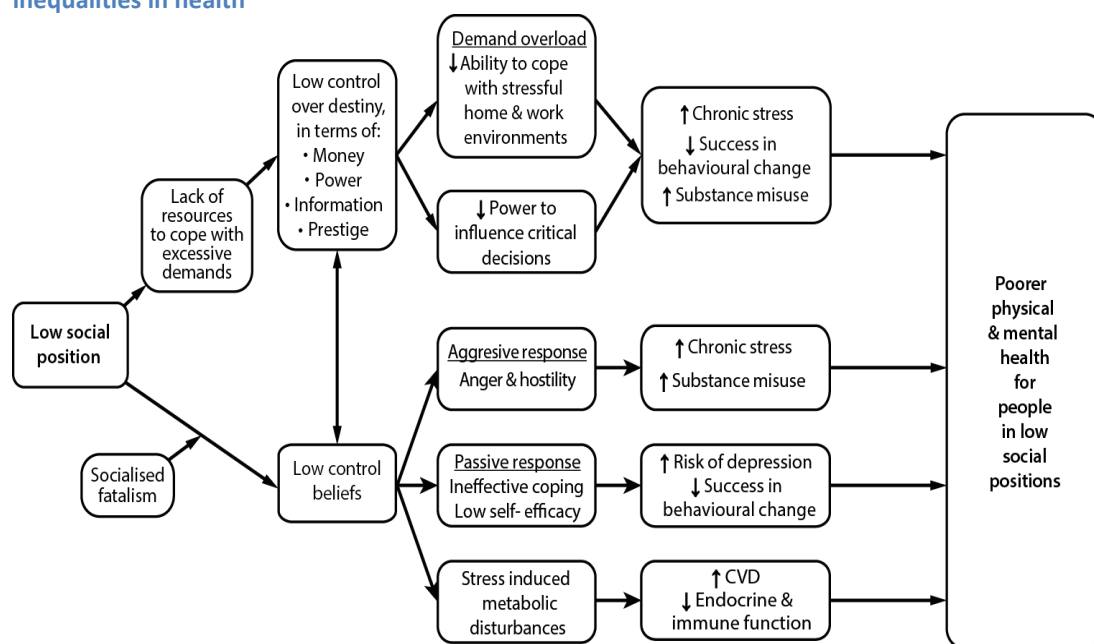 inequalities in health
Demand overload
↓Ability to cope
with stressful
home & work
environments
Low control
over destiny,
in terms of:
• Money
• Power
• Information
• Prestige
↑ Chronic stress
↓ Success in
behavioural change
↑ Substance misuse
Lack of
resources
to cope with
excessive
demands
↓ Power to
influence critical
decisions
Low social
position
Poorer
physical
& mental
health
for
people
in low
social
positions
Aggresive response
Anger & hostility
↑ Chronic stress
↑ Substance misuse
Socialised
fatalism
Low control
beliefs
Passive response
Ineffective coping
Low self- efficacy
↑ Risk of depression
↓ Success in
behavioural change
Stress induced
metabolic
disturbances
↑ CVD
↓ Endocrine &
immune function